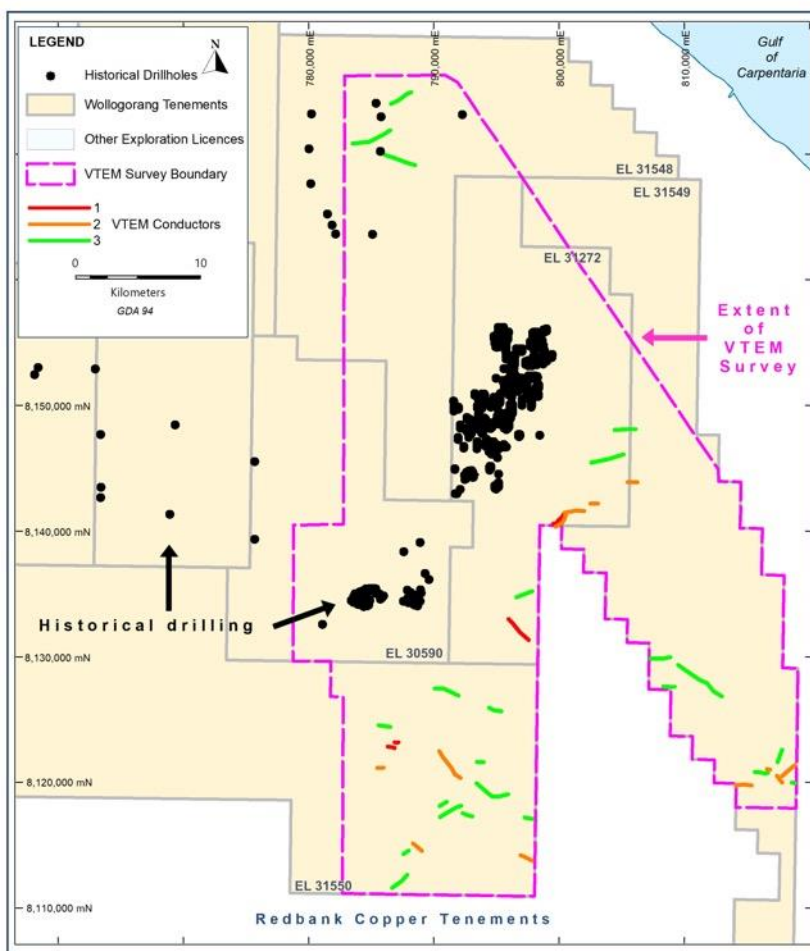 LEGEND
N
Historical Drillholes
Wollogorang Tenements
Other Exploration Licences
VTEM Survey Boundary
1
2 VTEM Conductors
3
0 10
Kilometers
GDA 94
780,000 mE
790,000 mE
800,000 mE
810,000 mE
Gulf
of
Carpentaria
EL 31548
EL 31549
EL 31272
Extent
of
VTEM
Survey
8,150,000 mN
8,140,000 mN
Historical drilling
8,130,000 mN
EL 30590
8,120,000 mN
EL 31550
8,110,000 mN
Redbank Copper Tenements